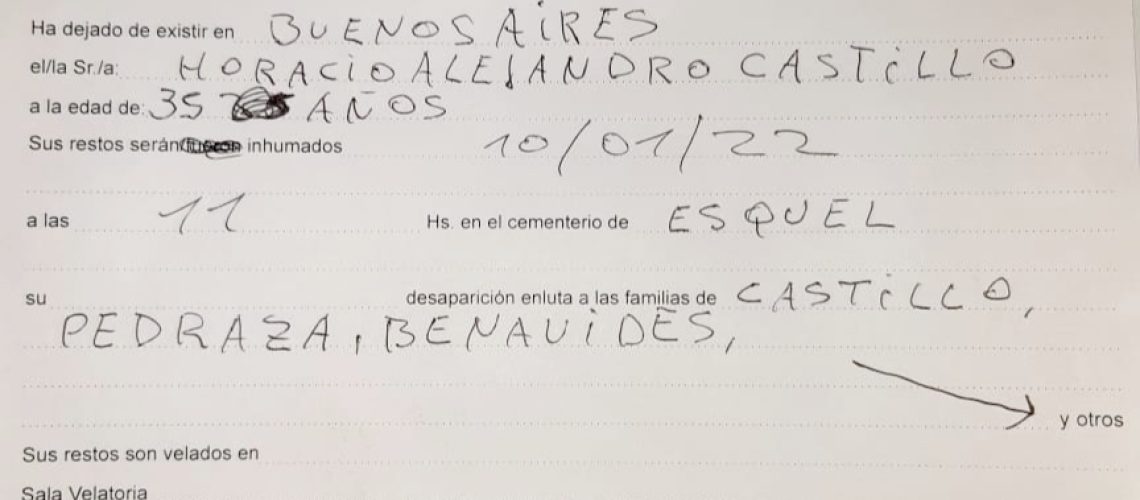 Ha dejado de existir en BUENOS AIRES
el/la Sr./a: HORACIO ALEJANDRO CASTILLO
a la edad de: 35 AÑOS
Sus restos serán/fueron inhumados 10/01/22
a las 11 Hs. en el cementerio de ESQUEL
su desaparición enluta a las familias de CASTILLO,
PEDRAZA, BENAVIDES,
y otros
Sus restos son velados en
Sala Velatoria